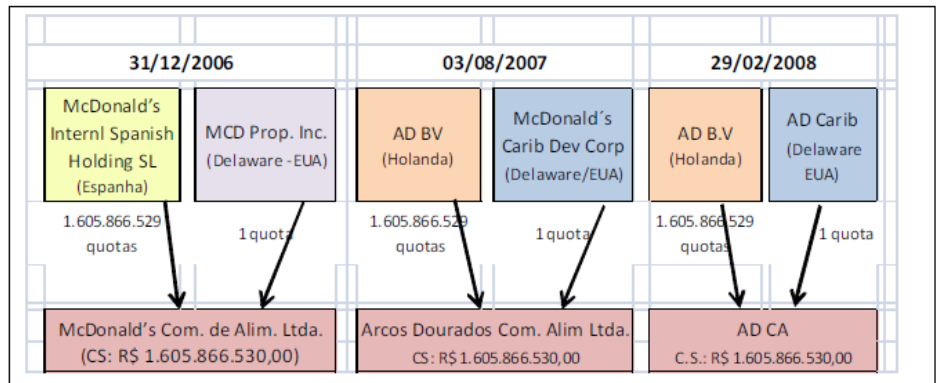 31/12/2006
03/08/2007
29/02/2008
McDonald's
Internl Spanish
Holding SL
(Espanha)
MCD Prop. Inc.
(Delaware -EUA)
AD BV
(Holanda)
McDonald´s
Carib Dev Corp
(Delaware/EUA)
AD B.V
(Holanda)
AD Carib
(Delaware
EUA)
1.605.866.529
quotas
1 quota
1.605.866.529
quotas
1 quota
1.605.866.529
quotas
1 quota
McDonald's Com. de Alim. Ltda.
(CS: R$ 1.605.866.530,00)
Arcos Dourados Com. Alim Ltda.
CS: R$ 1.605.866.530,00
AD CA
C.S.: R$ 1.605.866.530,00